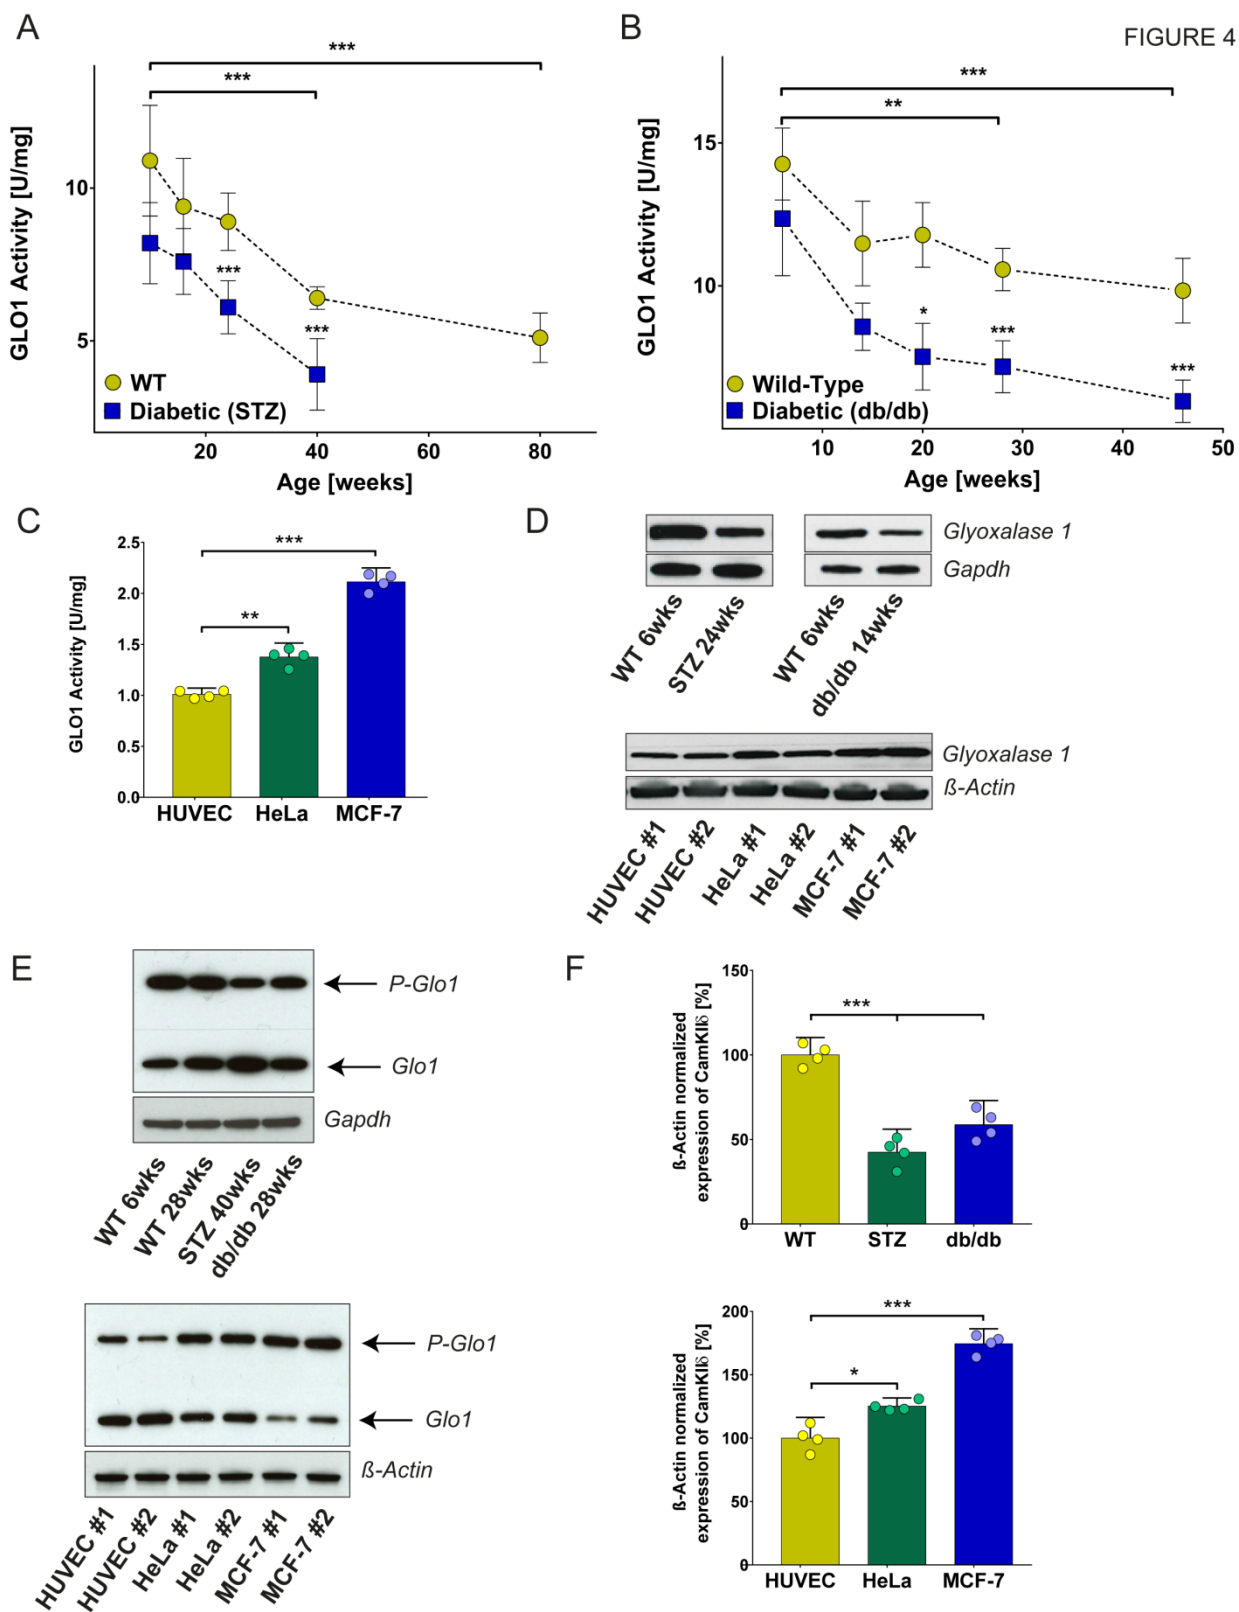 FIGURE 4
A
***
***
GLO1 Activity [U/mg]
10
5
***
***
WT
Diabetic (STZ)
20
40
60
80
Age [weeks]
B
***
**
GLO1 Activity [U/mg]
15
10
*
***
***
Wild-Type
Diabetic (db/db)
10
20
30
40
50
Age [weeks]
C
GLO1 Activity [U/mg]
2.5
2.0
1.5
1.0
0.5
0.0
***
**
HUVEC
HeLa
MCF-7
D
Glyoxalase 1
Gapdh
WT 6wks
STZ 24wks
WT 6wks
db/db 14wks
Glyoxalase 1
ß-Actin
HUVEC #1
HUVEC #2
HeLa #1
HeLa #2
MCF-7 #1
MCF-7 #2
E
P-Glo1
Glo1
Gapdh
WT 6wks
WT 28wks
STZ 40wks
db/db 28wks
P-Glo1
Glo1
ß-Actin
HUVEC #1
HUVEC #2
HeLa #1
HeLa #2
MCF-7 #1
MCF-7 #2
F
ß-Actin normalized
expression of CamKIIδ [%]
150
100
50
0
***
WT
STZ
db/db
ß-Actin normalized
expression of CamKIIδ [%]
200
150
100
50
0
***
*
HUVEC
HeLa
MCF-7